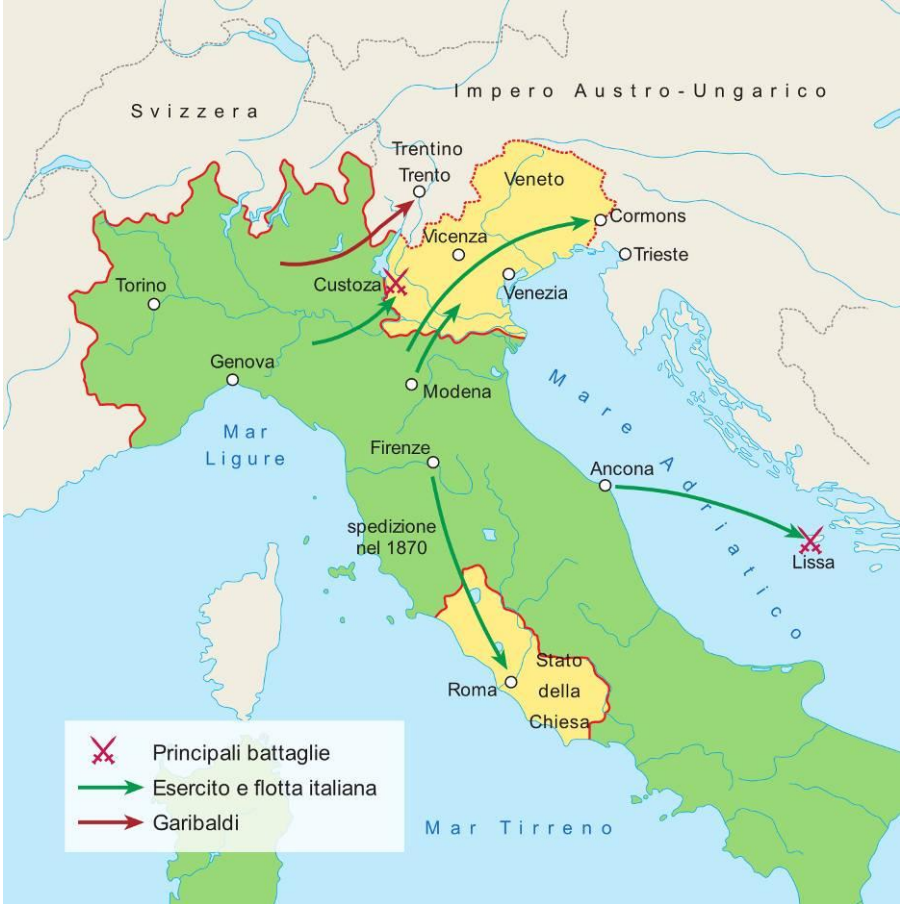 Impero Austro-Ungarico
Svizzera
Trentino
Trento
Veneto
Cormons
Vicenza
Trieste
Custoza
Venezia
Torino
Genova
Modena
Mar
Ligure
Mare Adriatico
Firenze
Ancona
spedizione
nel 1870
Lissa
Stato
della
Chiesa
Roma
Principali battaglie
Esercito e flotta italiana
Garibaldi
Mar Tirreno